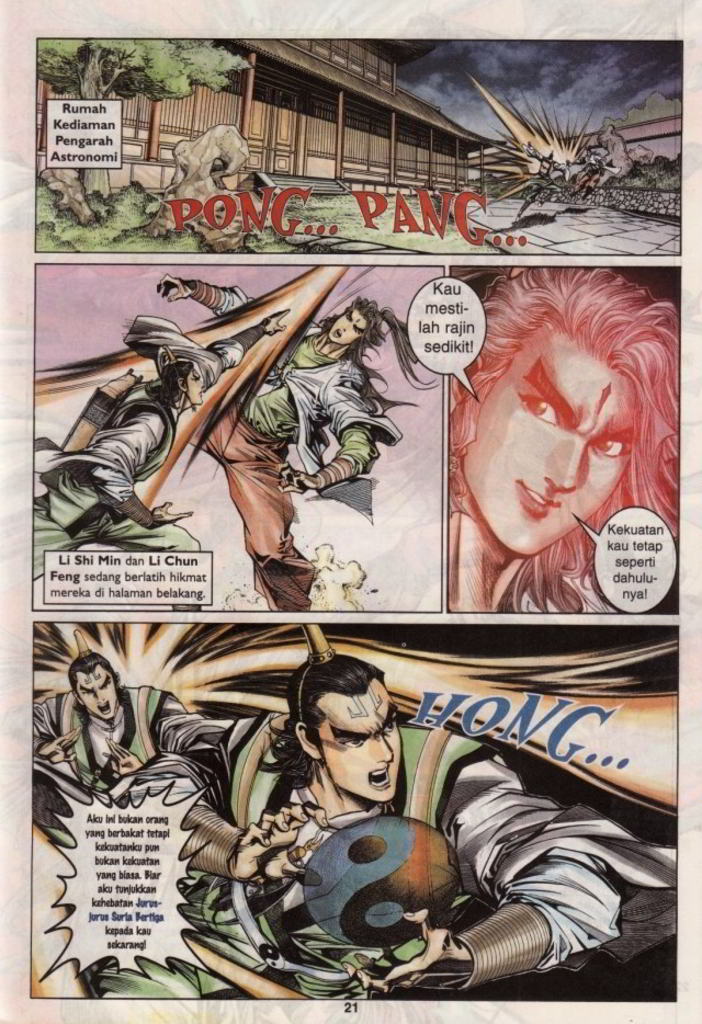 Rumah
Kediaman
Pengarah
Astronomi
PONG... PANG...
Kau
mesti-
lah rajin
sedikit!
Li Shi Min dan Li Chun
Feng sedang berlatih hikmat
mereka di halaman belakang.
Kekuatan
kau tetap
seperti
dahulu-
nya!
HONG...
Aku ini bukan orang
yang berbakat tetapi
kekuatanku pun
bukan kekuatan
yang biasa. Biar
aku tunjukkan
kehebatan Jurus-
jurus Suria Bertiga
kepada kau
sekarang!
21